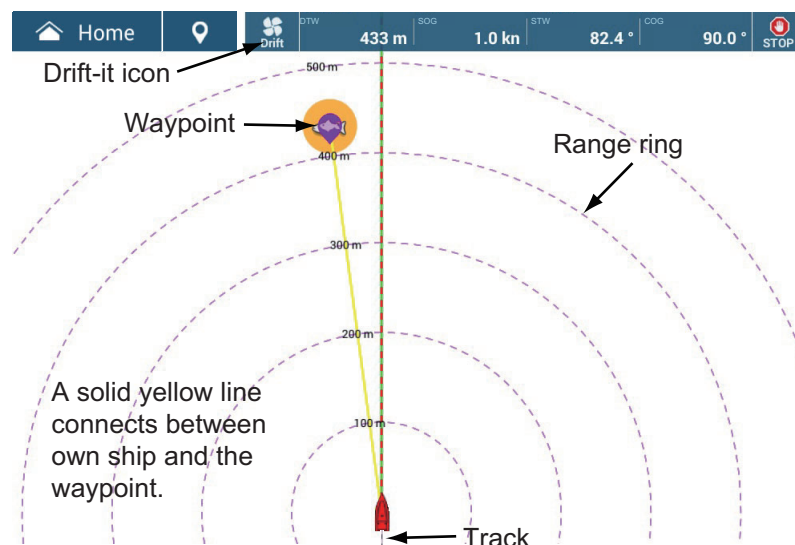 Home
Drift
DTW
433 m
SOG
1.0 kn
STW
82.4 °
COG
90.0 °
STOP
Drift-it icon
500 m
Waypoint
400 m
Range ring
300 m
200 m
A solid yellow line
connects between
own ship and the
waypoint.
100 m
Track